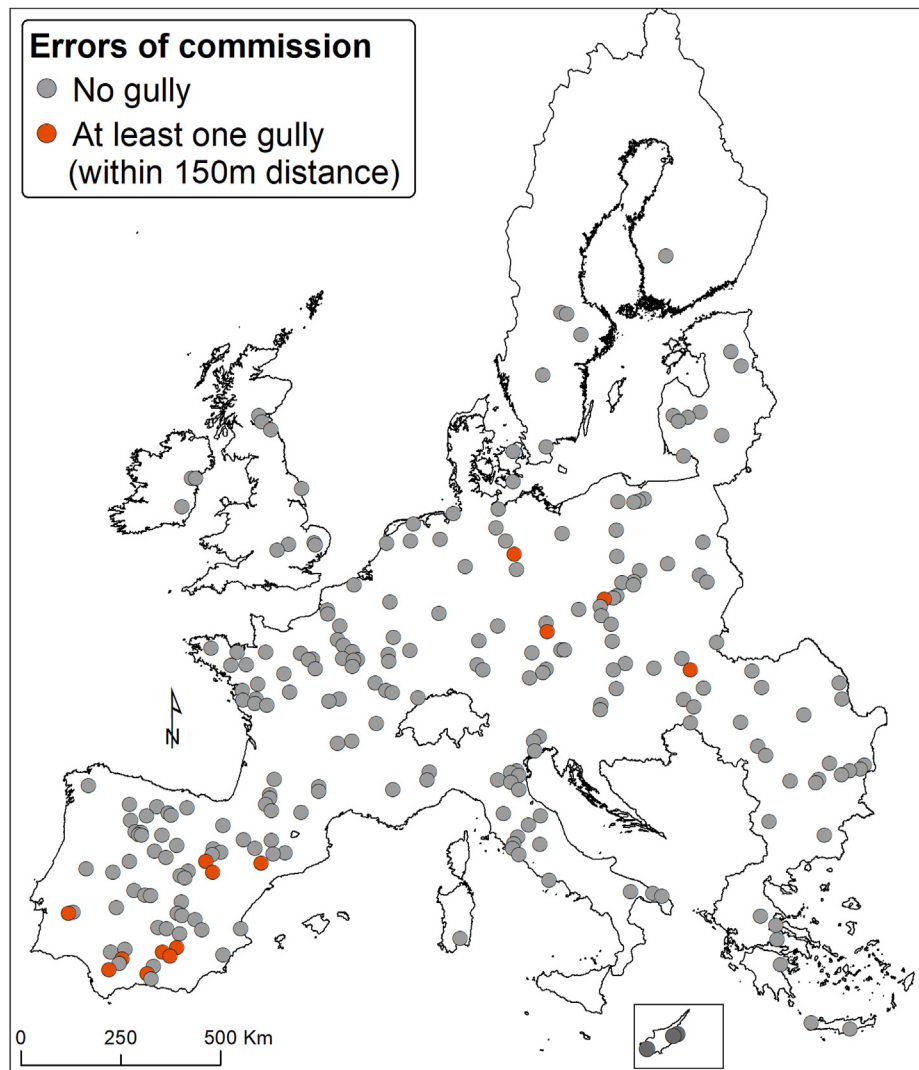 Errors of commission
No gully
At least one gully
(within 150m distance)
N
0 250 500 Km